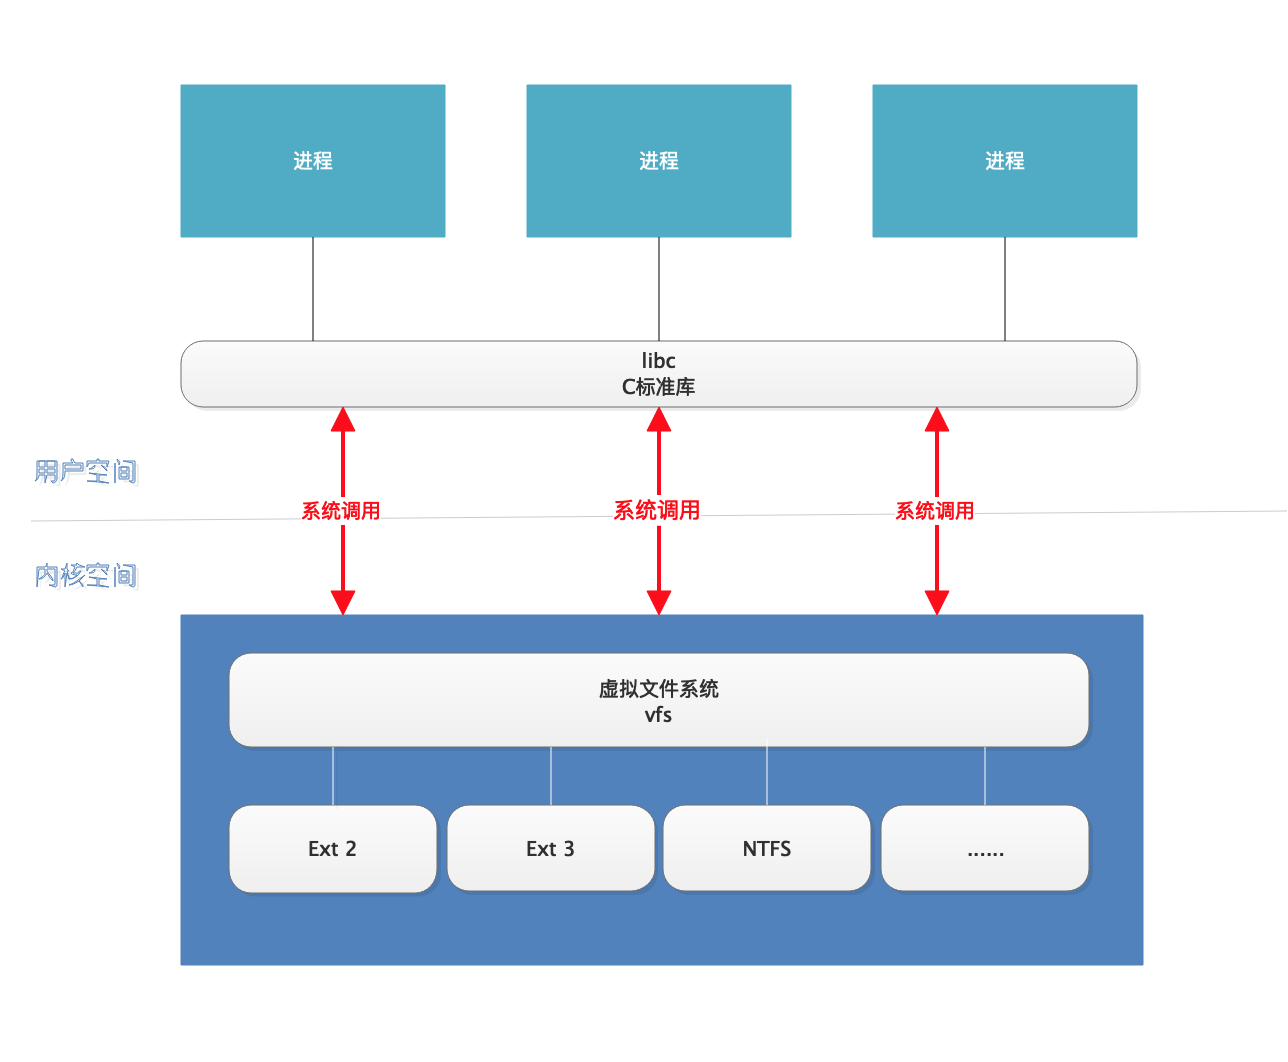 进程
进程
进程
libc
C标准库
用户空间
系统调用
系统调用
系统调用
内核空间
虚拟文件系统
vfs
Ext 2
Ext 3
NTFS
……